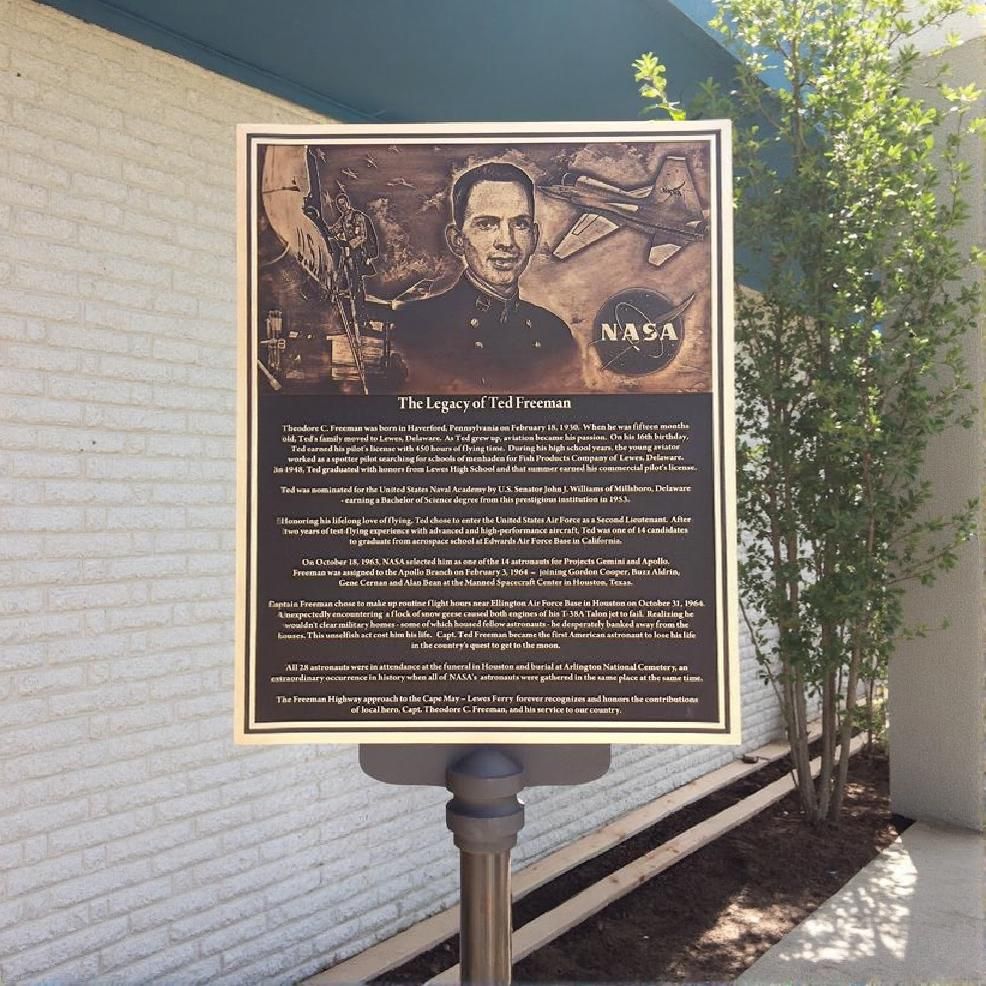 NASA
The Legacy of Ted Freeman
Theodore C. Freeman was born in Haverford, Pennsylvania on February 18, 1930. When he was fifteen months
old, Ted's family moved to Lewes, Delaware. As Ted grew up, aviation became his passion. On his 16th birthday,
Ted earned his pilot's license with 450 hours of flying time. During his high school years, the young aviator
worked as a spotter pilot searching for schools of menhaden for Fish Products Company of Lewes, Delaware.
In 1948, Ted graduated with honors from Lewes High School and that summer earned his commercial pilot's license.
Ted was nominated for the United States Naval Academy by U.S. Senator John J. Williams of Millsboro, Delaware
- earning a Bachelor of Science degree from this prestigious institution in 1953.
Honoring his lifelong love of flying, Ted chose to enter the United States Air Force as a Second Lieutenant. After
two years of test-flying experience with advanced and high-performance aircraft, Ted was one of 14 candidates
to graduate from aerospace school at Edwards Air Force Base in California.
On October 18, 1963, NASA selected him as one of the 14 astronauts for Projects Gemini and Apollo.
Freeman was assigned to the Apollo Branch on February 3, 1964 – joining Gordon Cooper, Buzz Aldrin,
Gene Cernan and Alan Bean at the Manned Spacecraft Center in Houston, Texas.
Captain Freeman chose to make up routine flight hours near Ellington Air Force Base in Houston on October 31, 1964.
Unexpectedly encountering a flock of snow geese caused both engines of his T-38A Talon jet to fail. Realizing he
wouldn't clear military homes - some of which housed fellow astronauts - he desperately banked away from the
houses. This unselfish act cost him his life. Capt. Ted Freeman became the first American astronaut to lose his life
in the country's quest to get to the moon.
All 28 astronauts were in attendance at the funeral in Houston and burial at Arlington National Cemetery, an
extraordinary occurrence in history when all of NASA's astronauts were gathered in the same place at the same time.
The Freeman Highway approach to the Cape May – Lewes Ferry forever recognizes and honors the contributions
of local hero, Capt. Theodore C. Freeman, and his service to our country.